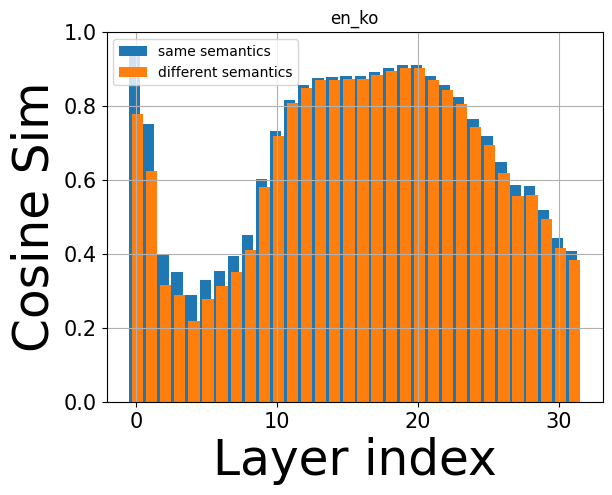 en_ko
same semantics
different semantics
Cosine Sim
1.0
0.8
0.6
0.4
0.2
0.0
0 10 20 30
Layer index